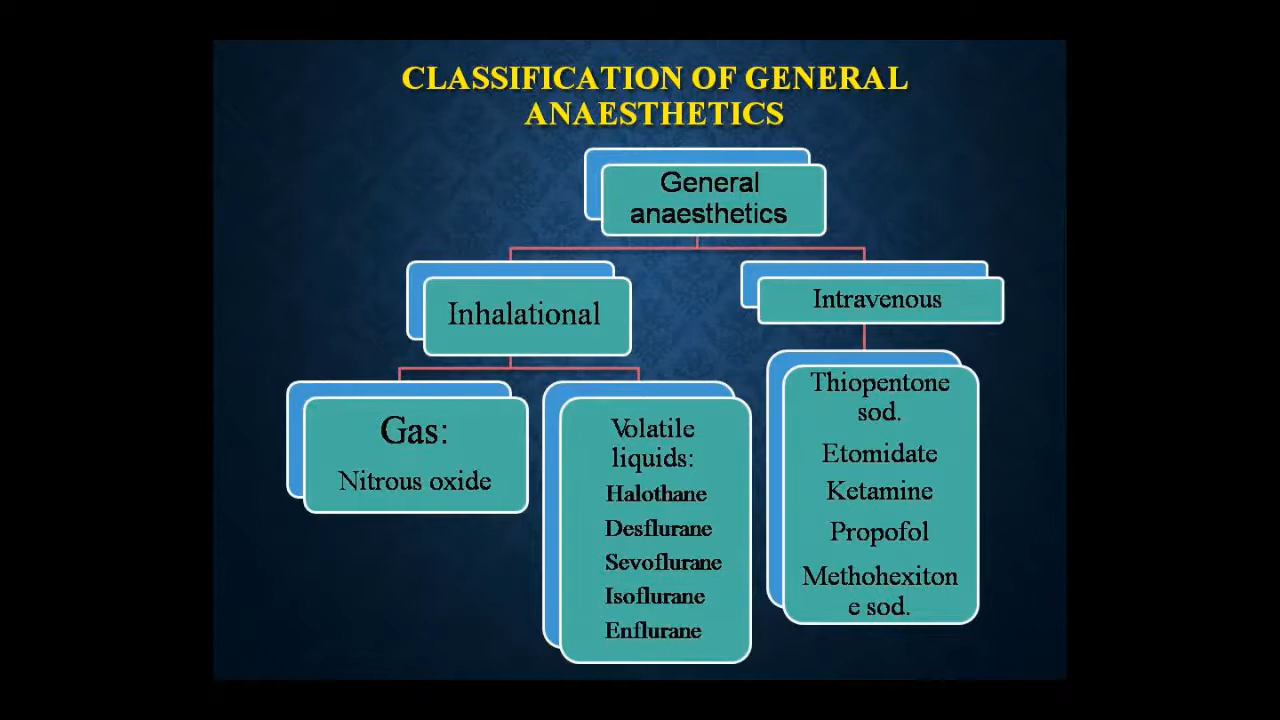 CLASSIFICATION OF GENERAL
ANAESTHETICS
General
anaesthetics
Inhalational
Intravenous
Gas:
Nitrous oxide
Volatile
liquids:
Halothane
Desflurane
Sevoflurane
Isoflurane
Enflurane
Thiopentone
sod.
Etomidate
Ketamine
Propofol
Methohexiton
e sod.